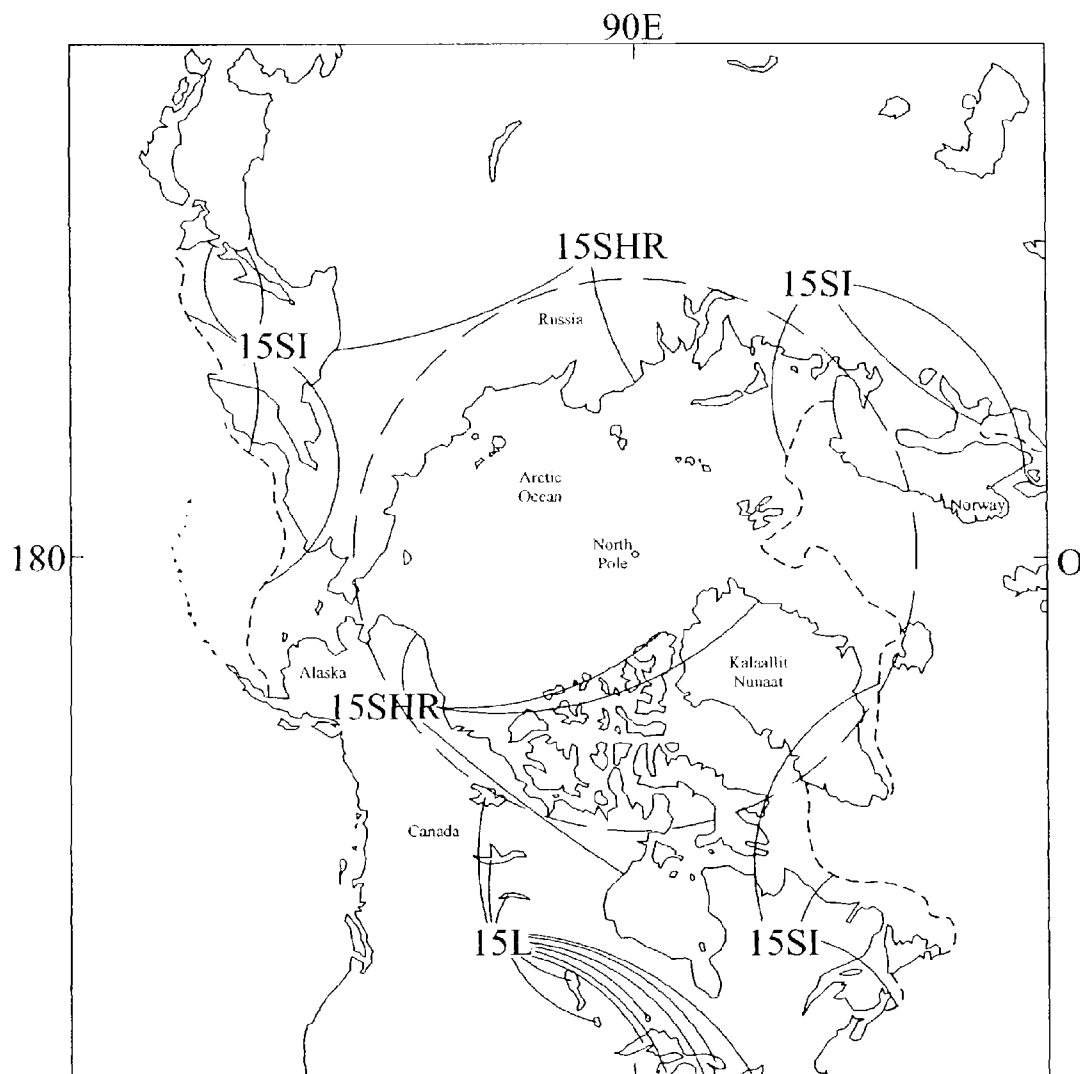 90E
15SHR
15SI
Russia
15SI
Arctic
Ocean
Norway
180
North
Pole
O
Kalaallit
Nunaat
Alaska
15SHR
Canada
15L
15SI